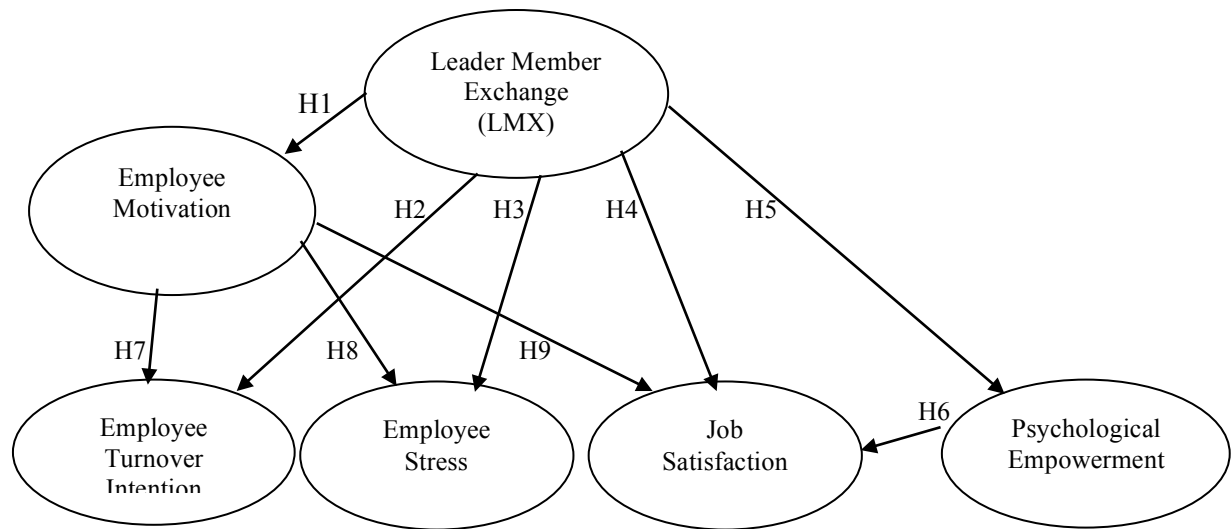 Leader Member
Exchange
(LMX)
H1
Employee
Motivation
H2
H3
H4
H5
H7
H8
H9
H6
Employee
Turnover
Intention
Employee
Stress
Job
Satisfaction
Psychological
Empowerment